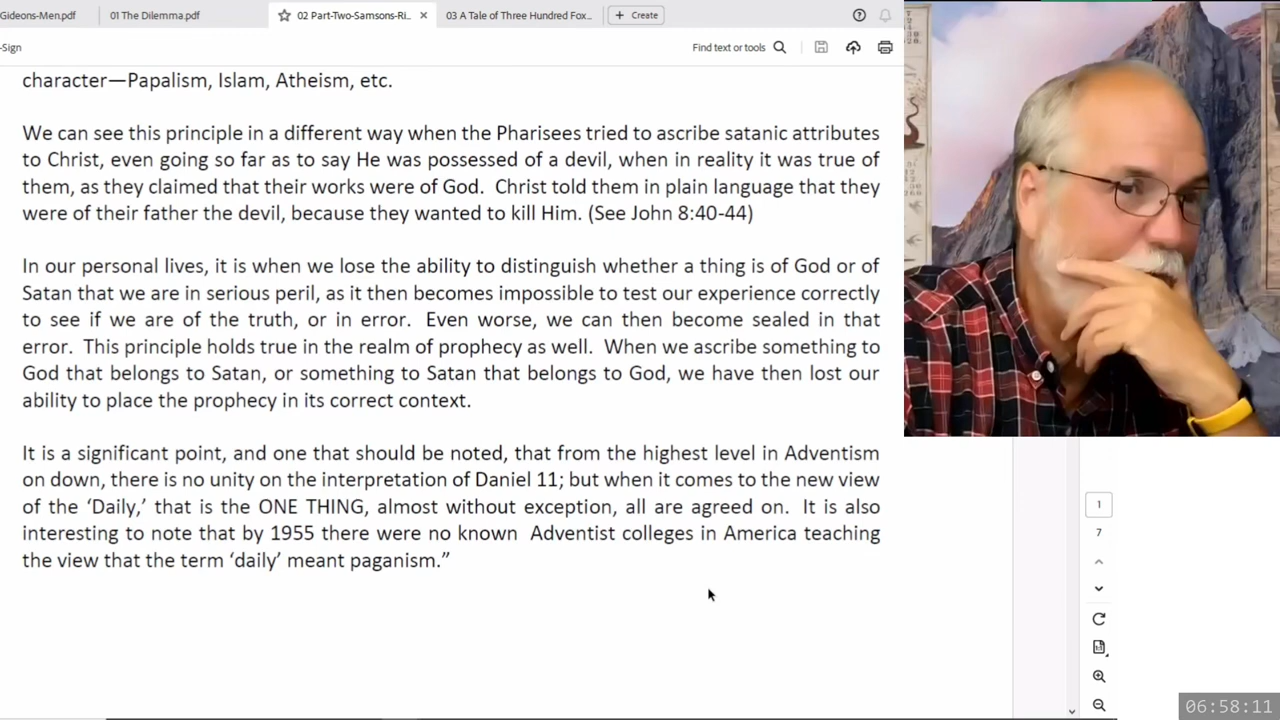 Gideons-Men.pdf
01 The Dilemma.pdf
02 Part-Two-Samsons-Ri...
03 A Tale of Three Hundred Fox...
+ Create
-Sign
Find text or tools
character—Papalism, Islam, Atheism, etc.
We can see this principle in a different way when the Pharisees tried to ascribe satanic attributes
to Christ, even going so far as to say He was possessed of a devil, when in reality it was true of
them, as they claimed that their works were of God. Christ told them in plain language that they
were of their father the devil, because they wanted to kill Him. (See John 8:40-44)
In our personal lives, it is when we lose the ability to distinguish whether a thing is of God or of
Satan that we are in serious peril, as it then becomes impossible to test our experience correctly
to see if we are of the truth, or in error. Even worse, we can then become sealed in that
error. This principle holds true in the realm of prophecy as well. When we ascribe something to
God that belongs to Satan, or something to Satan that belongs to God, we have then lost our
ability to place the prophecy in its correct context.
It is a significant point, and one that should be noted, that from the highest level in Adventism
on down, there is no unity on the interpretation of Daniel 11; but when it comes to the new view
of the ‘Daily,’ that is the ONE THING, almost without exception, all are agreed on. It is also
interesting to note that by 1955 there were no known Adventist colleges in America teaching
the view that the term ‘daily’ meant paganism.”
1
7
06:58:11